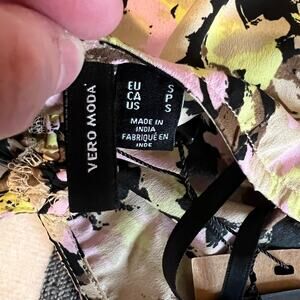 VERO MODA
EU S
CA P
US S
MADE IN
INDIA
FABRIQUÉ EN
INDE